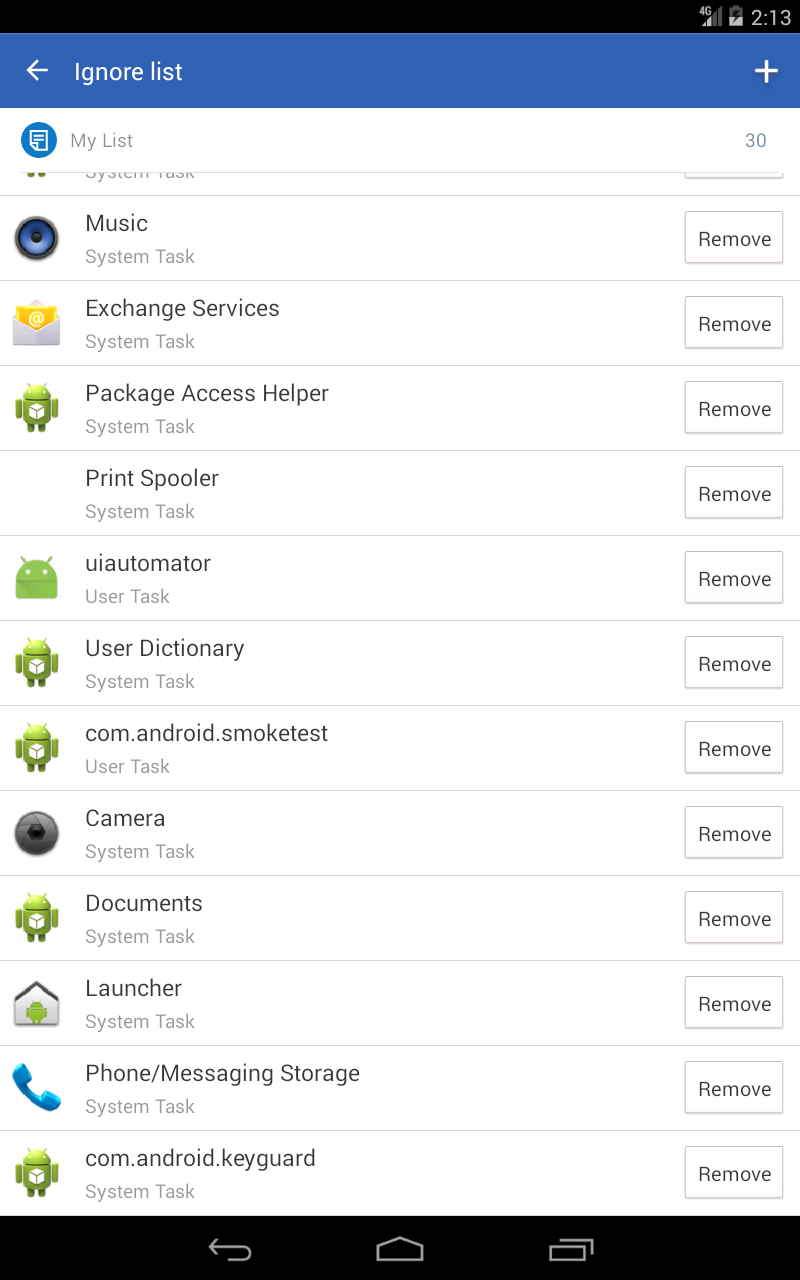 4G 2:13
Ignore list
My List 30
System Task
Music
System Task
Remove
Exchange Services
System Task
Remove
Package Access Helper
System Task
Remove
Print Spooler
System Task
Remove
uiautomator
User Task
Remove
User Dictionary
System Task
Remove
com.android.smoketest
User Task
Remove
Camera
System Task
Remove
Documents
System Task
Remove
Launcher
System Task
Remove
Phone/Messaging Storage
System Task
Remove
com.android.keyguard
System Task
Remove